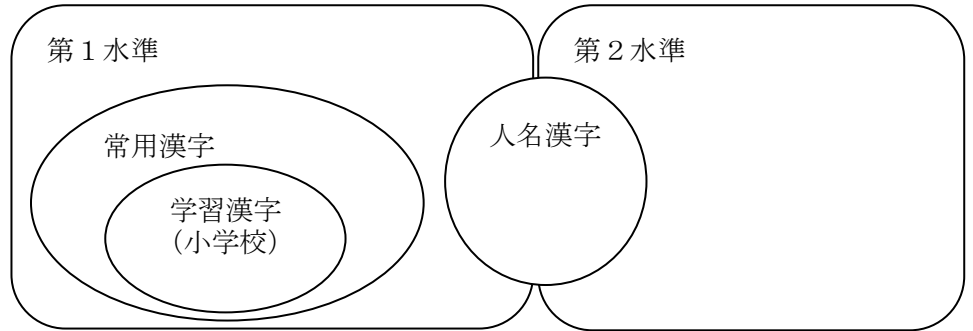 第１水準
第２水準
常用漢字
人名漢字
学習漢字
（小学校）